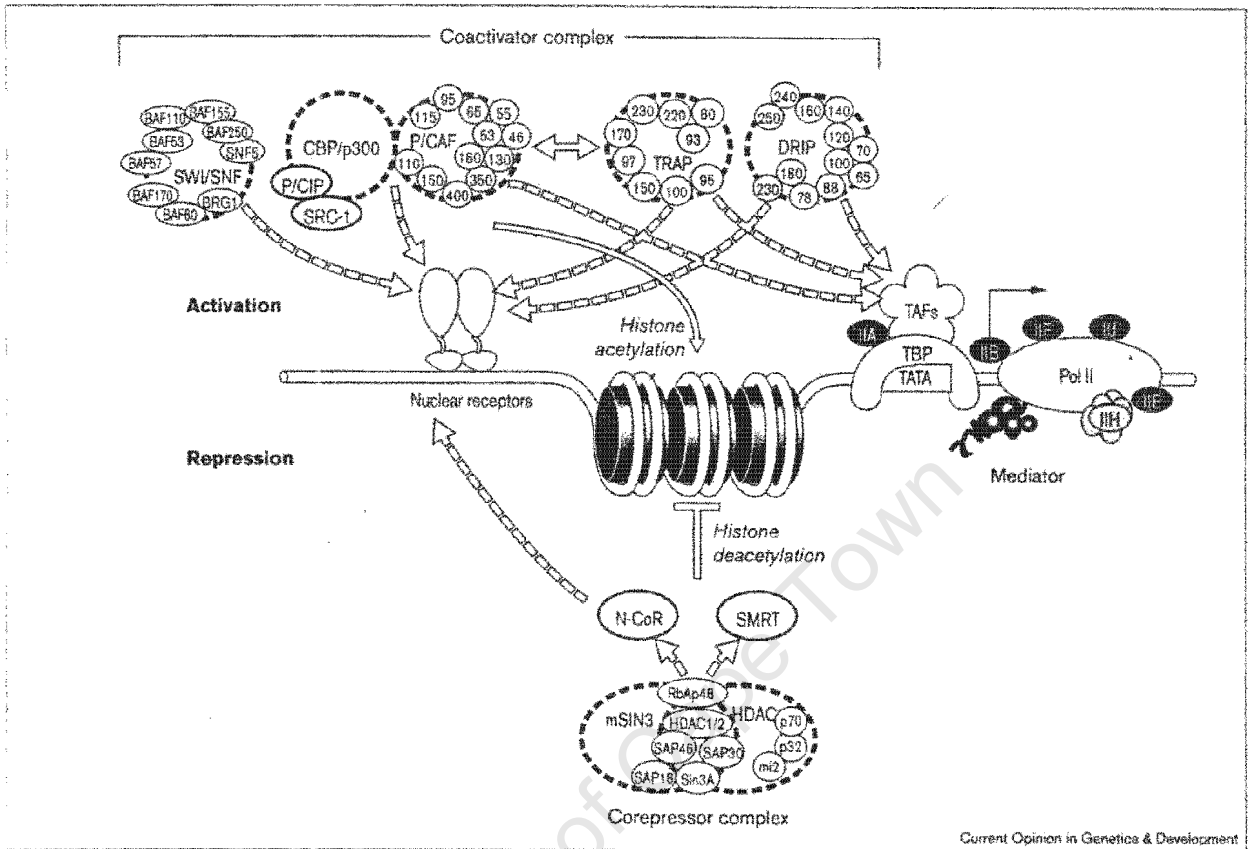 Coactivator complex
BAF110
BAF155
BAF53
BAF250
BAF57
SNF5
SWI/SNF
BAF170
BRG1
BAF60
CBP/p300
P/CIP
SRC-1
P/CAF
95
115
65
55
53
46
110
160
130
150
350
400
230
220
80
170
93
97
TRAP
150
100
95
240
160
140
250
120
DRIP
70
100
180
65
230
88
78
Activation
Histone
acetylation
TAFs
IIA
TBP
TATA
IIB
Pol II
IIH
Mediator
Nuclear receptors
Repression
Histone
deacetylation
N-CoR
SMRT
RbAp48
mSIN3
HDAC1/2
HDAC
p70
SAP46
SAP30
p32
mi2
SAP18
Sin3A
Corepressor complex
of Cape Town
Current Opinion in Genetics & Development